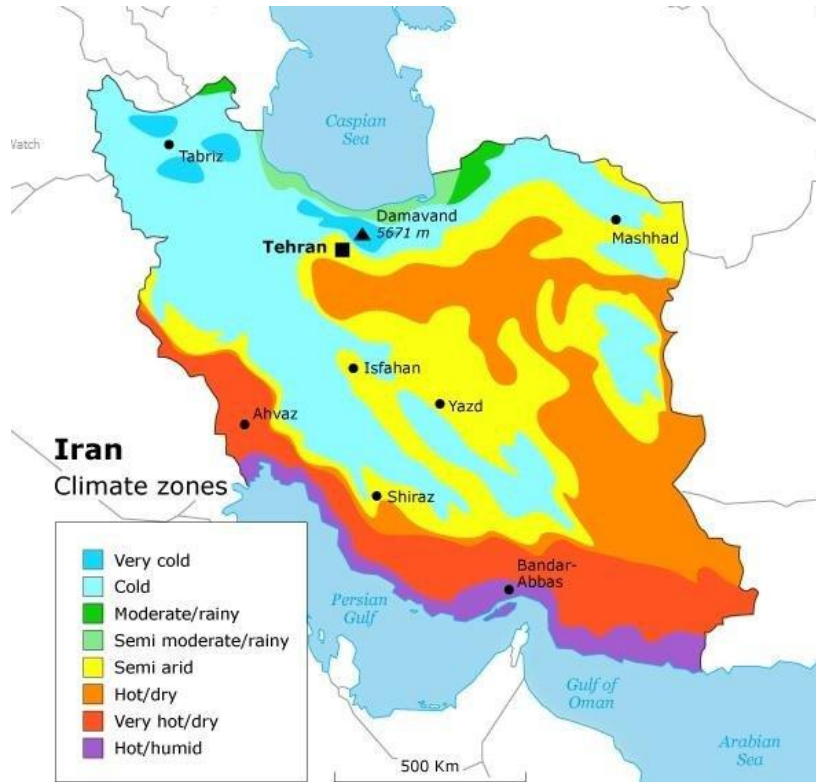 Caspian
Sea
Watch
Tabriz
Damavand
5671 m
Tehran
Mashhad
Isfahan
Yazd
Ahvaz
Iran
Climate zones
Shiraz
Very cold
Cold
Moderate/rainy
Semi moderate/rainy
Semi arid
Hot/dry
Very hot/dry
Hot/humid
Bandar-
Abbas
Persian
Gulf
Gulf of
Oman
Arabian
Sea
500 Km